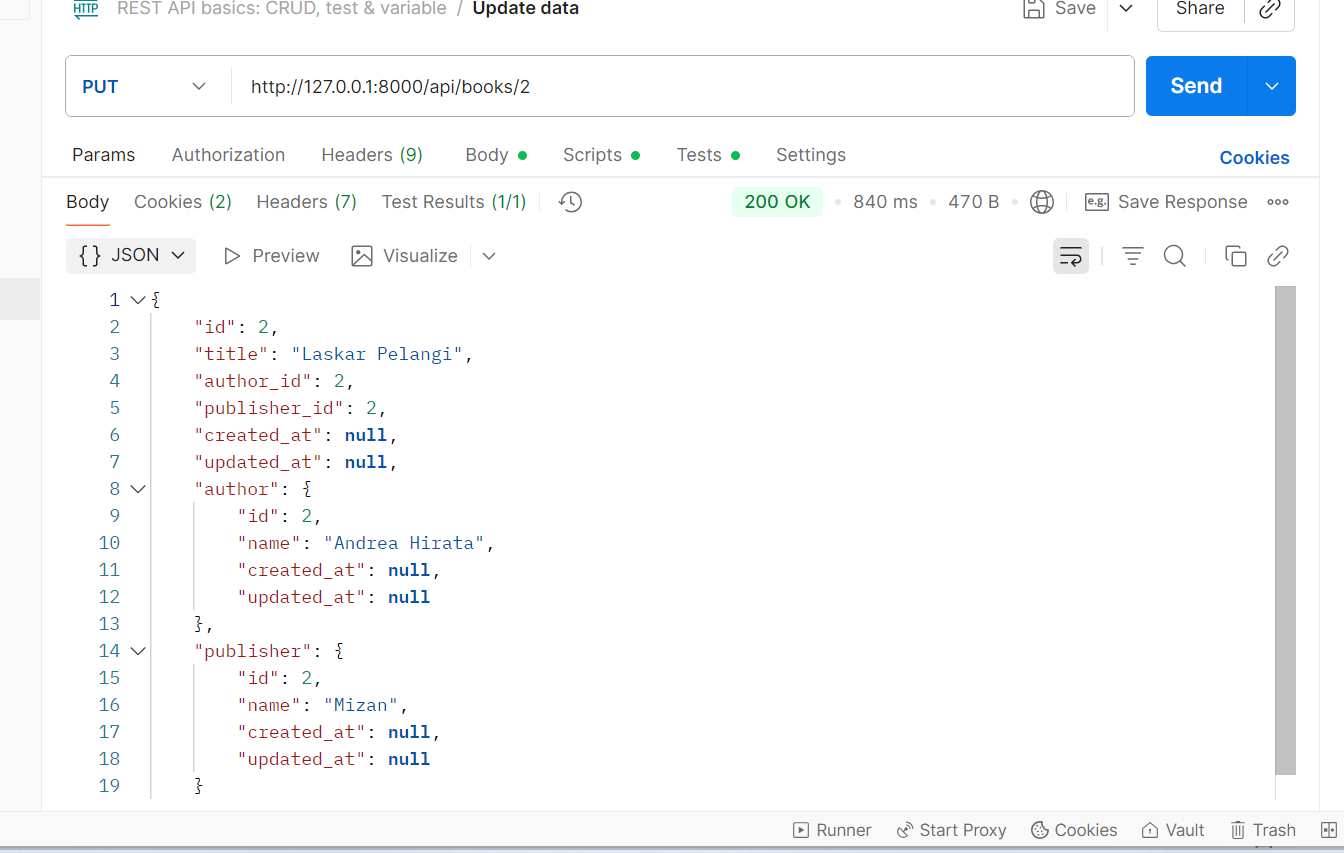 HTTP REST API basics: CRUD, test & variable / Update data Save Share
PUT http://127.0.0.1:8000/api/books/2 Send
Params Authorization Headers (9) Body Scripts Tests Settings Cookies
Body Cookies (2) Headers (7) Test Results (1/1) 200 OK • 840 ms • 470 B • e.g. Save Response
{} JSON Preview Visualize
1 {
2 "id": 2,
3 "title": "Laskar Pelangi",
4 "author_id": 2,
5 "publisher_id": 2,
6 "created_at": null,
7 "updated_at": null,
8 "author": {
9 "id": 2,
10 "name": "Andrea Hirata",
11 "created_at": null,
12 "updated_at": null
13 },
14 "publisher": {
15 "id": 2,
16 "name": "Mizan",
17 "created_at": null,
18 "updated_at": null
19 }
Runner Start Proxy Cookies Vault Trash